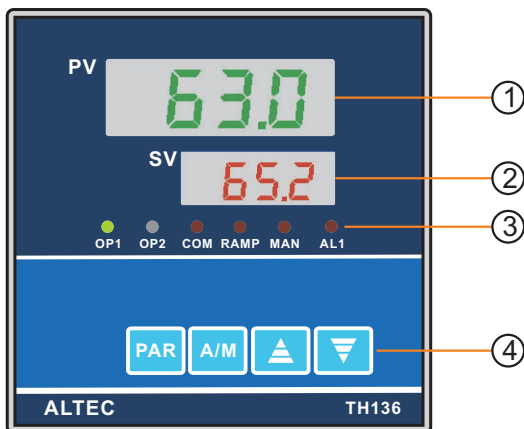 PV
63.0
①
SV
65.2
②
OP1 OP2 COM RAMP MAN AL1
③
PAR A/M
④
ALTEC TH136